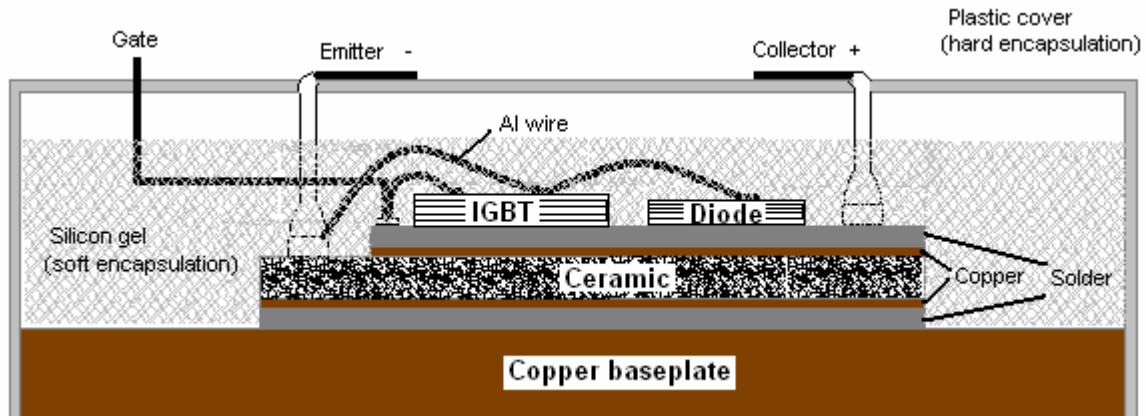 Gate
Emitter -
Collector +
Plastic cover
(hard encapsulation)
Al wire
IGBT
Diode
Silicon gel
(soft encapsulation)
Ceramic
Copper
Solder
Copper baseplate